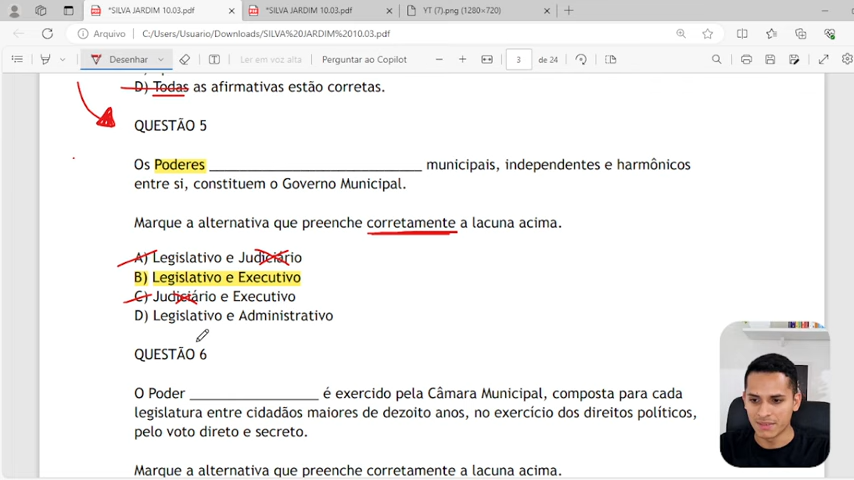 *SILVA JARDIM 10.03.pdf
*SILVA JARDIM 10.03.pdf
YT (7).png (1280×720)
Arquivo
C:/Users/Usuario/Downloads/SILVA%20JARDIM%2010.03.pdf
Desenhar
Ler em voz alta
Perguntar ao Copilot
3
de 24
D) Todas as afirmativas estão corretas.
QUESTÃO 5
Os Poderes ______________________________ municipais, independentes e harmônicos
entre si, constituem o Governo Municipal.
Marque a alternativa que preenche corretamente a lacuna acima.
A) Legislativo e Judiciário
B) Legislativo e Executivo
C) Judiciário e Executivo
D) Legislativo e Administrativo
QUESTÃO 6
O Poder __________________ é exercido pela Câmara Municipal, composta para cada
legislatura entre cidadãos maiores de dezoito anos, no exercício dos direitos políticos,
pelo voto direto e secreto.
Marque a alternativa que preenche corretamente a lacuna acima.